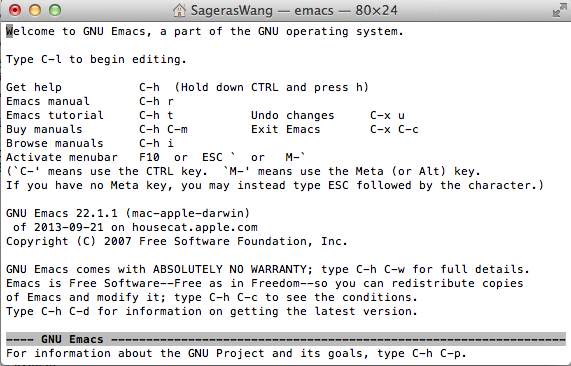 SagerasWang — emacs — 80×24
Welcome to GNU Emacs, a part of the GNU operating system.
Type C-l to begin editing.
Get help           C-h  (Hold down CTRL and press h)
Emacs manual       C-h r
Emacs tutorial     C-h t           Undo changes     C-x u
Buy manuals        C-h C-m         Exit Emacs       C-x C-c
Browse manuals     C-h i
Activate menubar   F10  or  ESC `  or   M-`
(`C-' means use the CTRL key.  `M-' means use the Meta (or Alt) key.
If you have no Meta key, you may instead type ESC followed by the character.)
GNU Emacs 22.1.1 (mac-apple-darwin)
 of 2013-09-21 on housecat.apple.com
Copyright (C) 2007 Free Software Foundation, Inc.
GNU Emacs comes with ABSOLUTELY NO WARRANTY; type C-h C-w for full details.
Emacs is Free Software--Free as in Freedom--so you can redistribute copies
of Emacs and modify it; type C-h C-c to see the conditions.
Type C-h C-d for information on getting the latest version.
---- GNU Emacs -----------------------------------------------------------------
For information about the GNU Project and its goals, type C-h C-p.